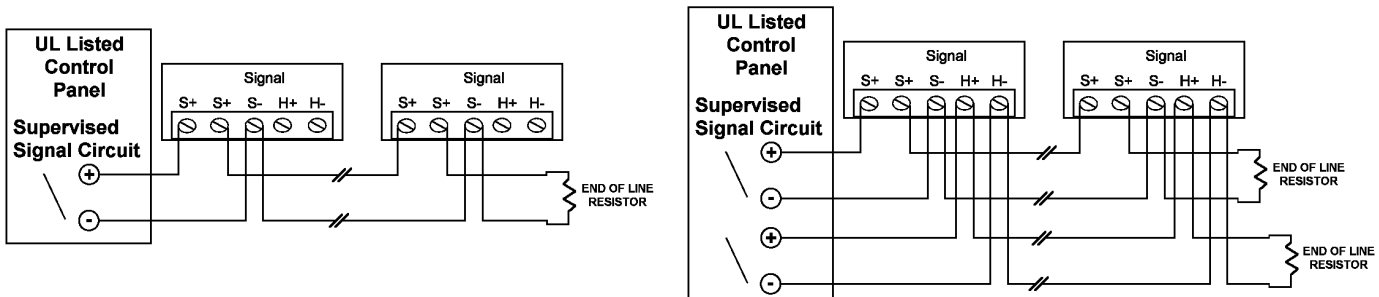 UL Listed
Control
Panel
Supervised
Signal Circuit
+
-
Signal
S+ S+ S- H+ H-
Signal
S+ S+ S- H+ H-
END OF LINE
RESISTOR
UL Listed
Control
Panel
Supervised
Signal Circuit
+
-
+
-
Signal
S+ S+ S- H+ H-
Signal
S+ S+ S- H+ H-
END OF LINE
RESISTOR
END OF LINE
RESISTOR